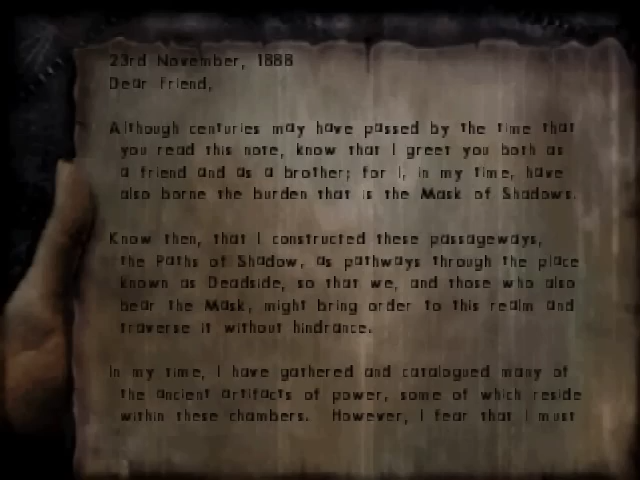 23rd November, 1888
Dear Friend,
Although centuries may have passed by the time that
you read this note, know that I greet you both as
a friend and as a brother; for I, in my time, have
also borne the burden that is the Mask of Shadows.
Know then, that I constructed these passageways,
the Paths of Shadow, as pathways through the place
known as Deadside, so that we, and those who also
bear the Mask, might bring order to this realm and
traverse it without hindrance.
In my time, I have gathered and catalogued many of
the ancient artifacts of power, some of which reside
within these chambers. However, I fear that I must